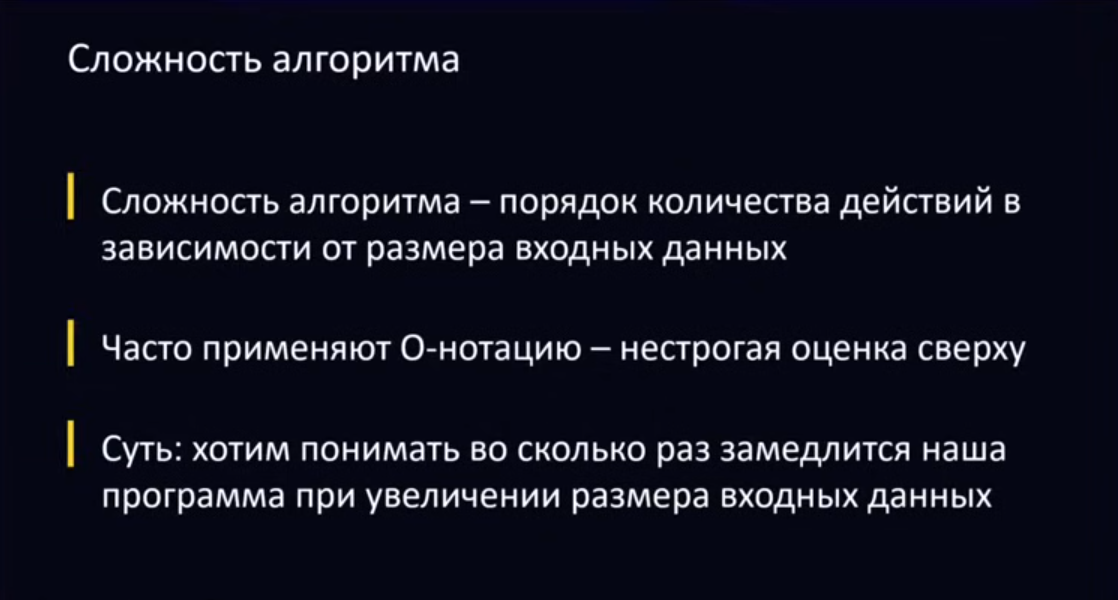 Сложность алгоритма
Сложность алгоритма – порядок количества действий в
зависимости от размера входных данных
Часто применяют О-нотацию – нестрогая оценка сверху
Суть: хотим понимать во сколько раз замедлится наша
программа при увеличении размера входных данных